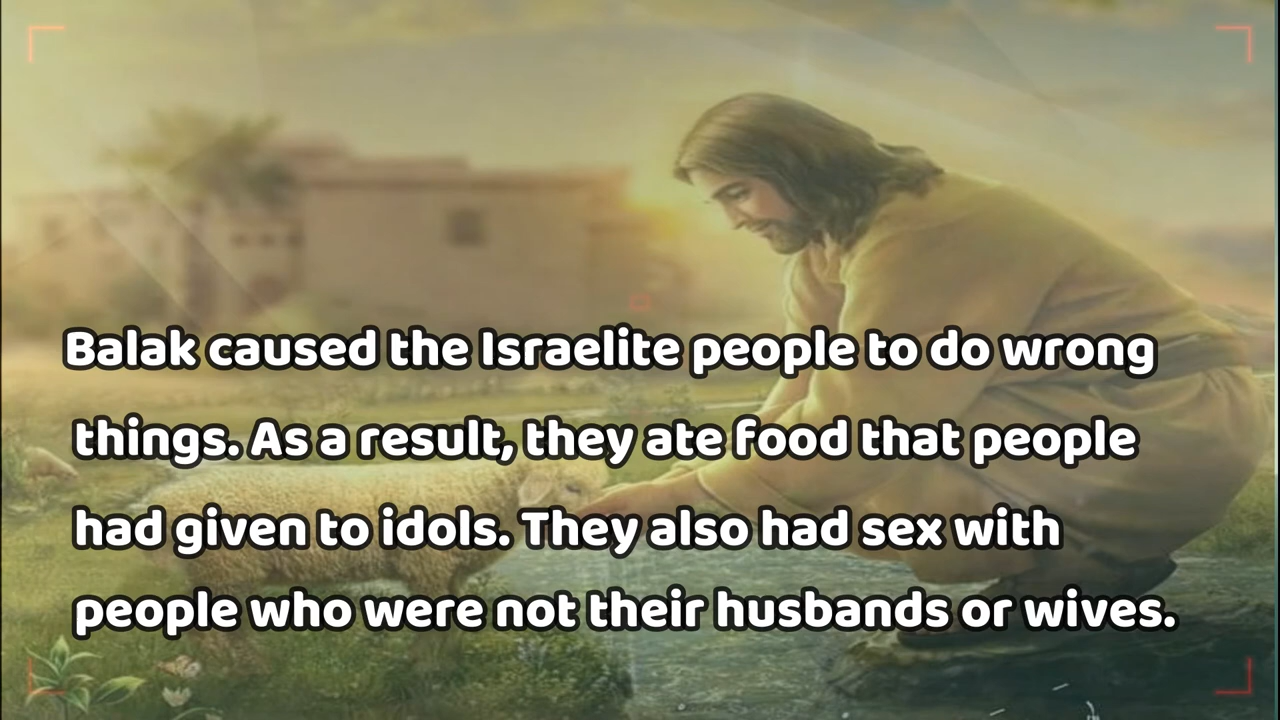 Balak caused the Israelite people to do wrong
things. As a result, they ate food that people
had given to idols. They also had sex with
people who were not their husbands or wives.